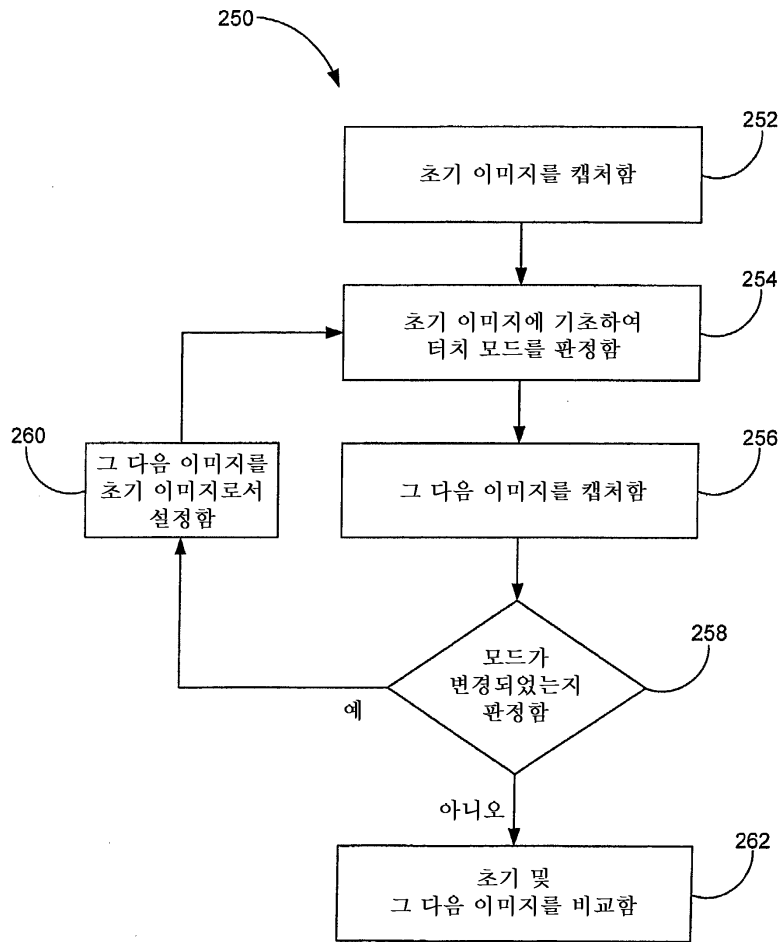 250
252
초기 이미지를 캡처함
254
초기 이미지에 기초하여
터치 모드를 판정함
260
그 다음 이미지를
초기 이미지로서
설정함
256
그 다음 이미지를 캡처함
258
모드가
변경되었는지
판정함
예
아니오
262
초기 및
그 다음 이미지를 비교함